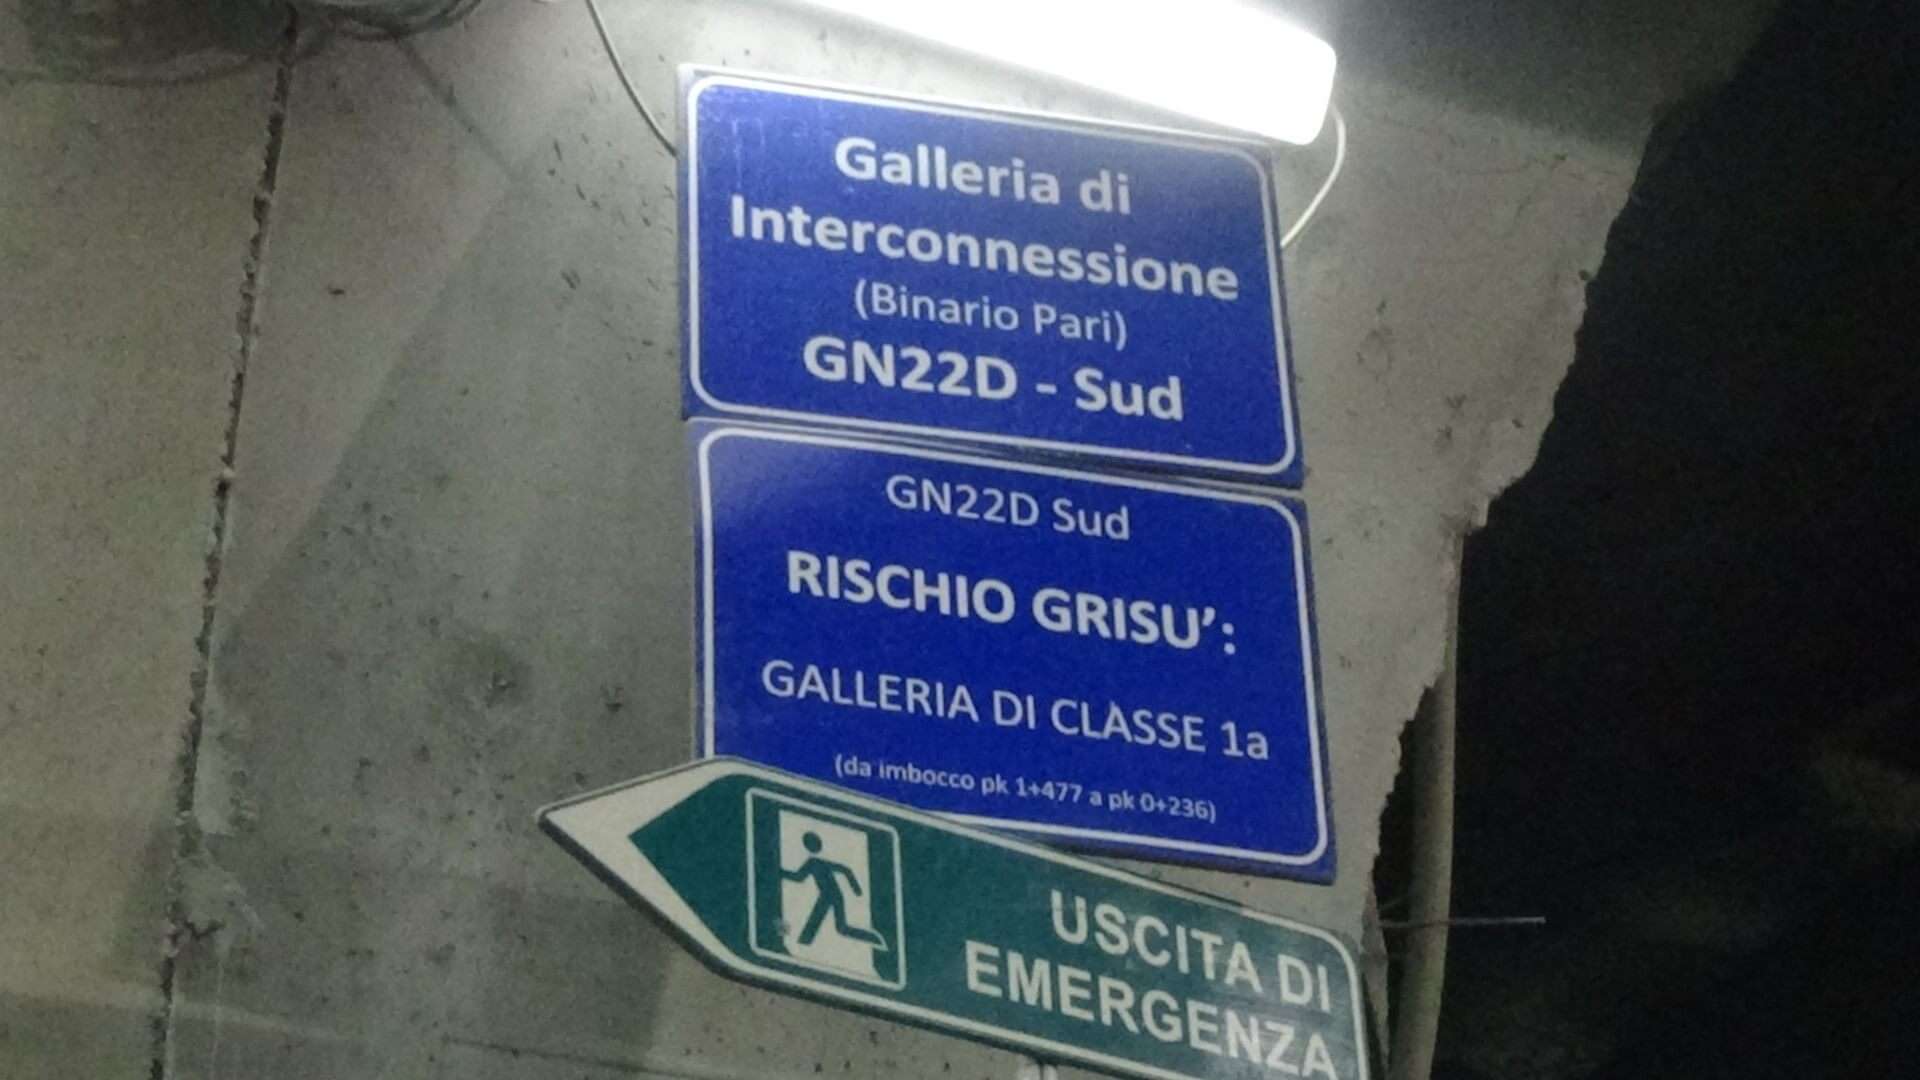 Galleria di
Interconnessione
(Binario Pari)
GN22D - Sud
GN22D Sud
RISCHIO GRISU':
GALLERIA DI CLASSE 1a
(da imbocco pk 1+477 a pk 0+236)
USCITA DI
EMERGENZA